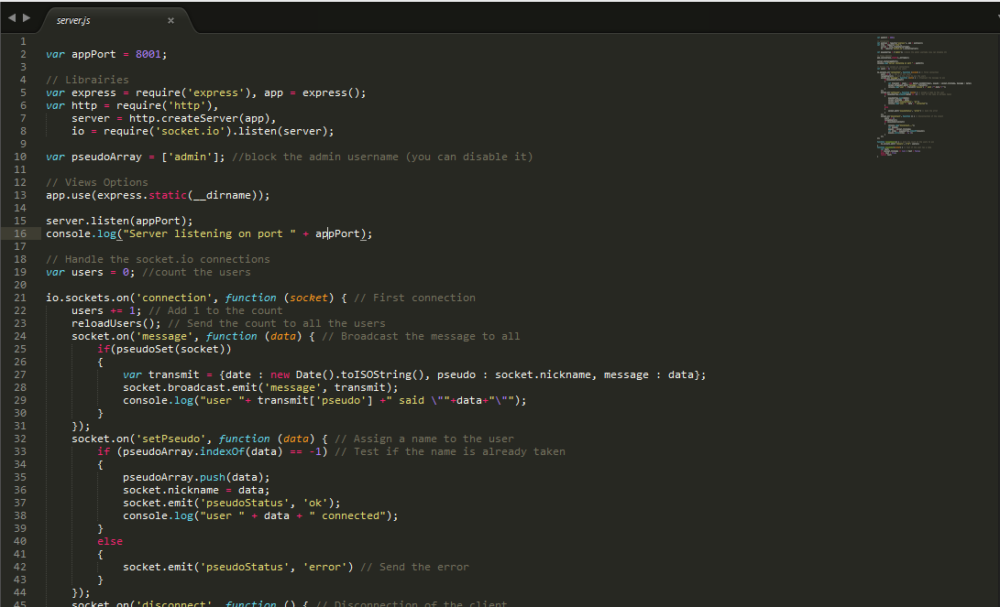 server.js
1
2 var appPort = 8001;
3
4 // Librairies
5 var express = require('express'), app = express();
6 var http = require('http'),
7     server = http.createServer(app),
8     io = require('socket.io').listen(server);
9
10 var pseudoArray = ['admin']; //block the admin username (you can disable it)
11
12 // Views Options
13 app.use(express.static(__dirname));
14
15 server.listen(appPort);
16 console.log("Server listening on port " + appPort);
17
18 // Handle the socket.io connections
19 var users = 0; //count the users
20
21 io.sockets.on('connection', function (socket) { // First connection
22     users += 1; // Add 1 to the count
23     reloadUsers(); // Send the count to all the users
24     socket.on('message', function (data) { // Broadcast the message to all
25         if(pseudoSet(socket))
26         {
27             var transmit = {date : new Date().toISOString(), pseudo : socket.nickname, message : data};
28             socket.broadcast.emit('message', transmit);
29             console.log("user "+ transmit['pseudo'] +" said \""+data+"\"");
30         }
31     });
32     socket.on('setPseudo', function (data) { // Assign a name to the user
33         if (pseudoArray.indexOf(data) == -1) // Test if the name is already taken
34         {
35             pseudoArray.push(data);
36             socket.nickname = data;
37             socket.emit('pseudoStatus', 'ok');
38             console.log("user " + data + " connected");
39         }
40         else
41         {
42             socket.emit('pseudoStatus', 'error') // Send the error
43         }
44     });
45     socket.on('disconnect', function () { // Disconnection of the client